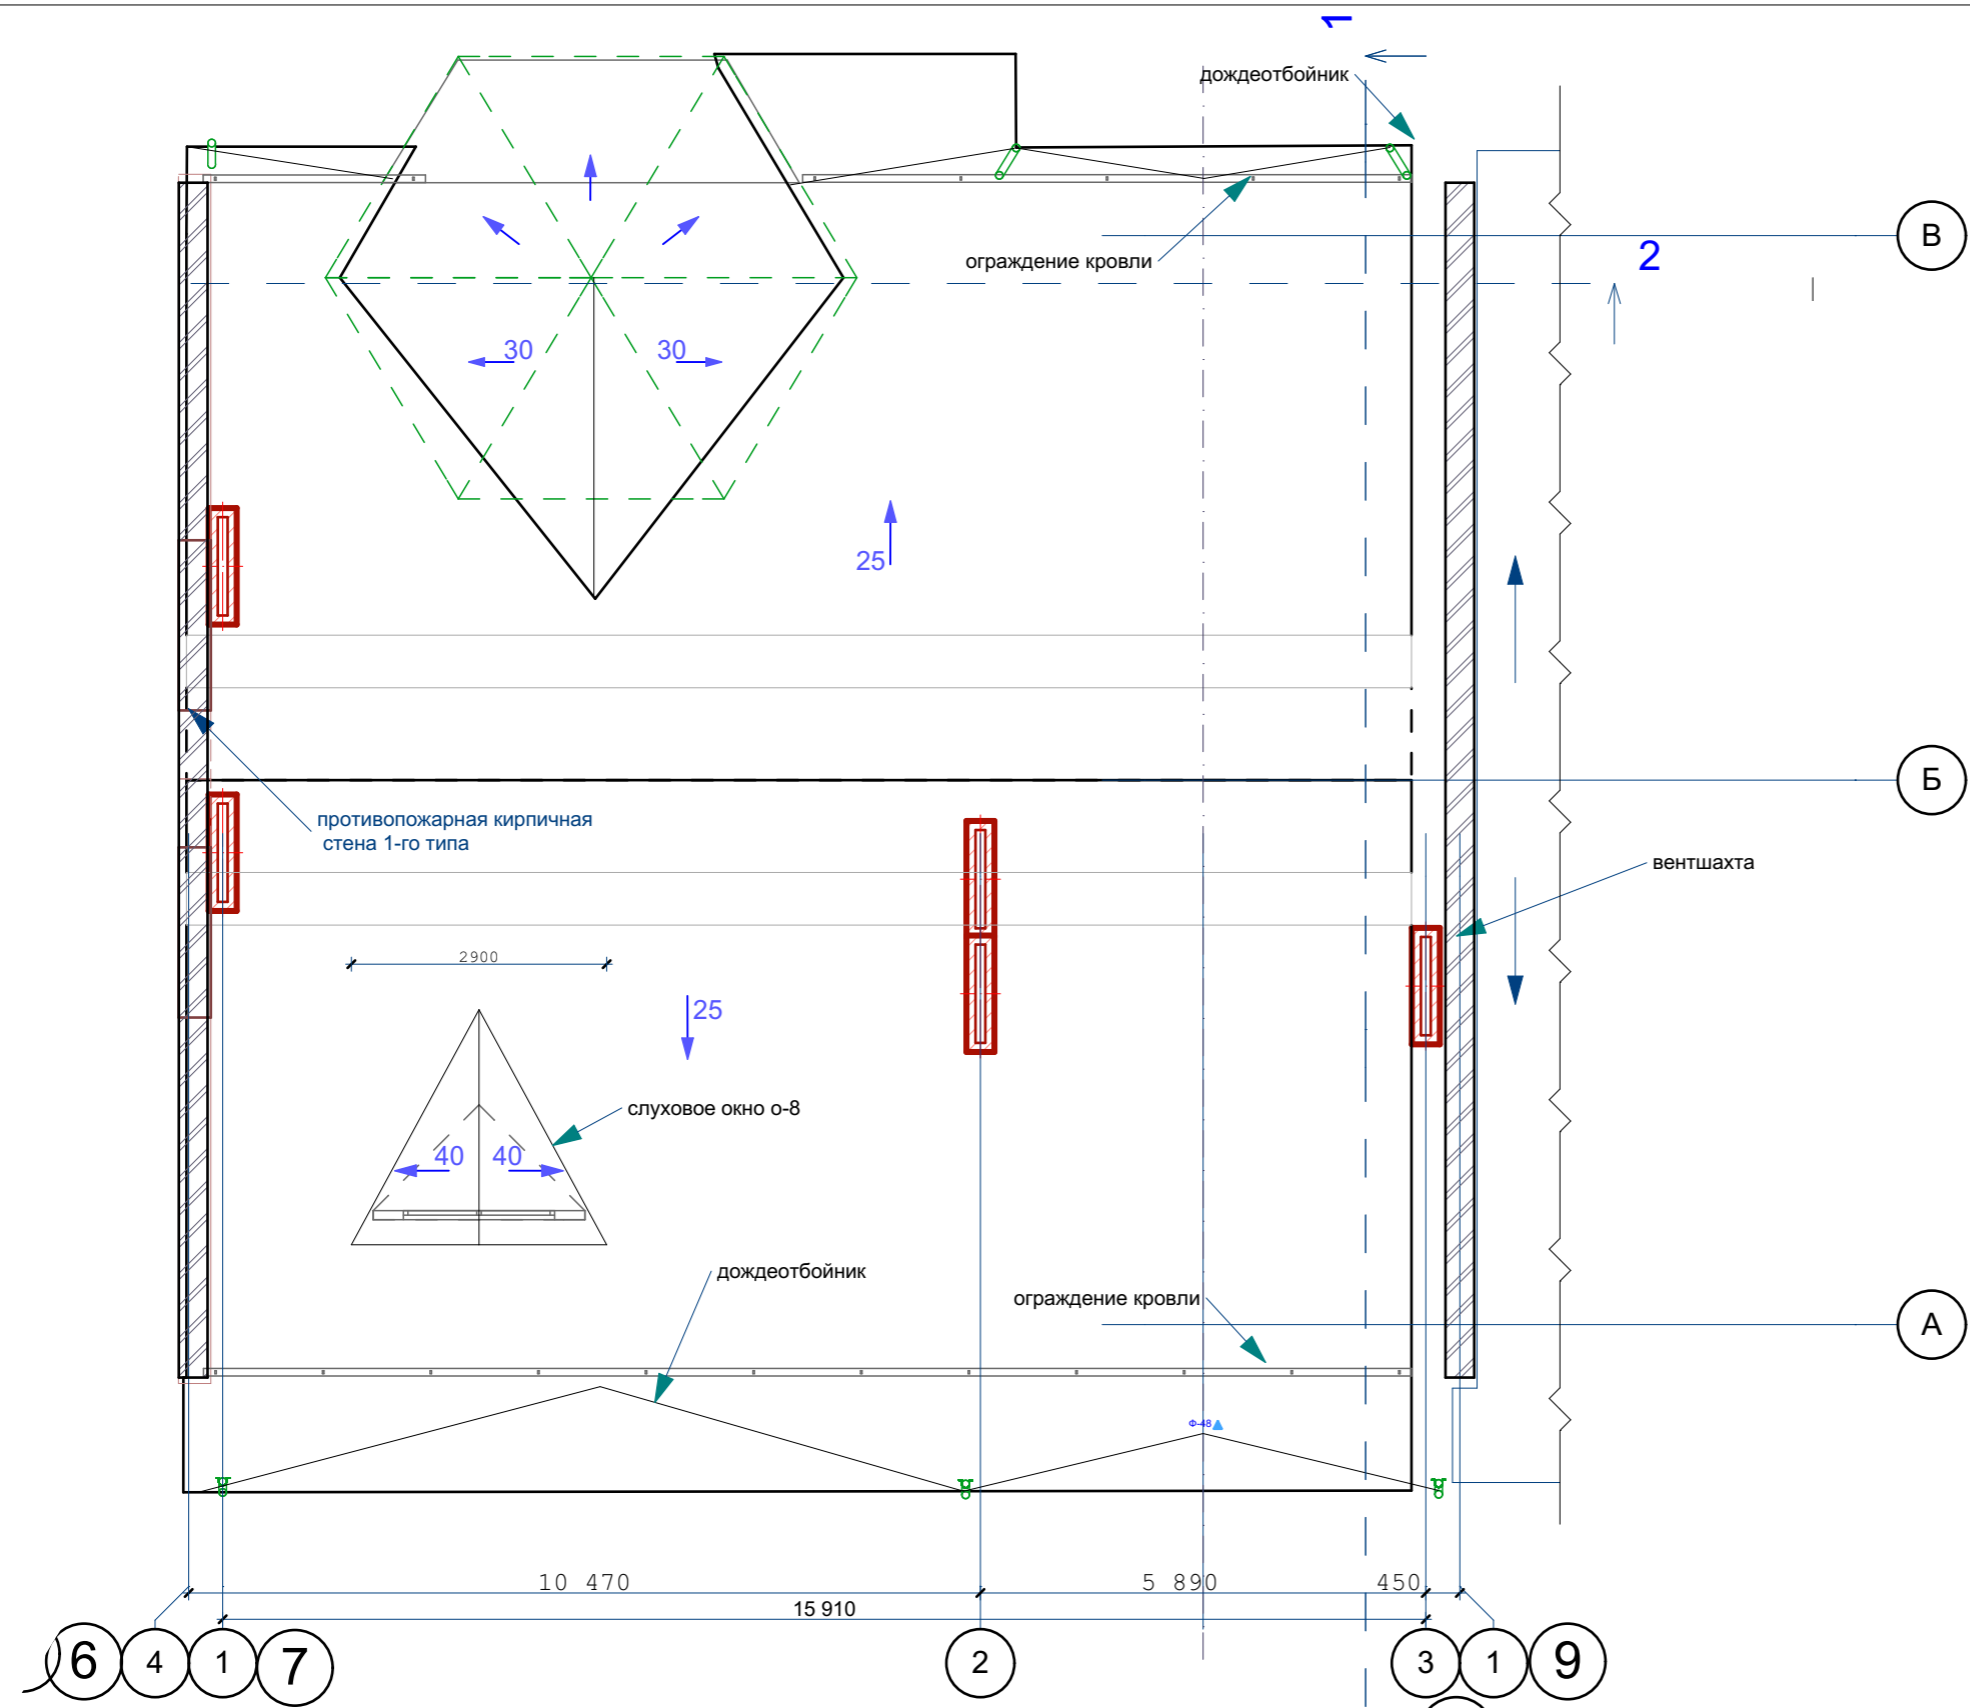 1
дождеотбойник
В
2
ограждение кровли
30
30
25
Б
противопожарная кирпичная
стена 1-го типа
вентшахта
2900
25
слуховое окно о-8
40
40
дождеотбойник
ограждение кровли
А
Ф-48
10 470
5 890
450
15 910
6
4
1
7
2
3
1
9